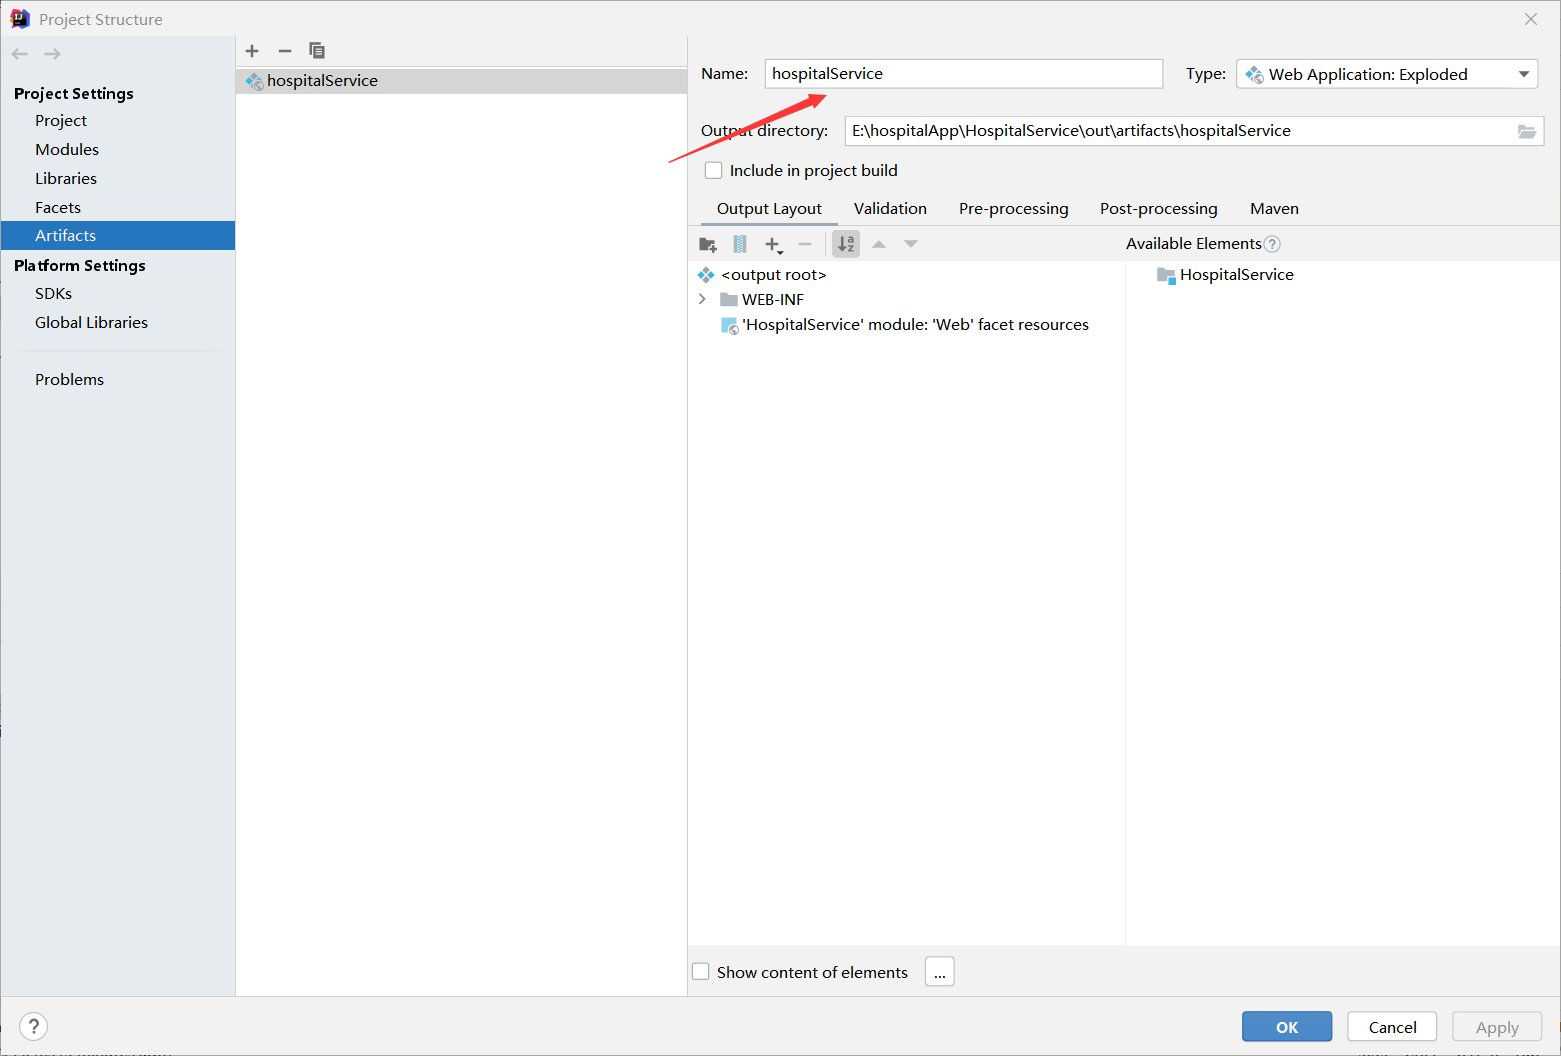 Project Structure
Project Settings
Project
Modules
Libraries
Facets
Artifacts
Platform Settings
SDKs
Global Libraries
Problems
hospitalService
Name: hospitalService Type: Web Application: Exploded
Output directory: E:\hospitalApp\HospitalService\out\artifacts\hospitalService
Include in project build
Output Layout Validation Pre-processing Post-processing Maven
Available Elements ?
<output root>
WEB-INF
'HospitalService' module: 'Web' facet resources
HospitalService
Show content of elements ...
? OK Cancel Apply